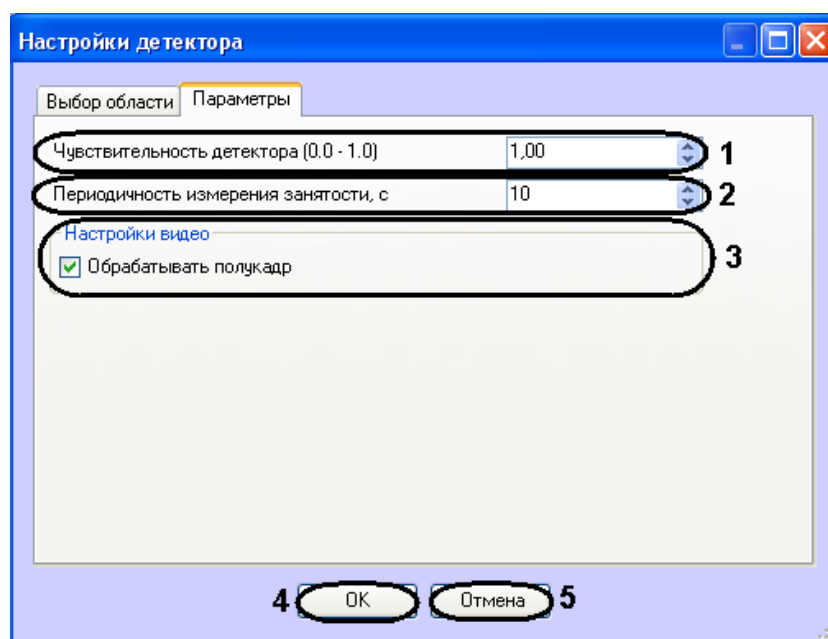 Настройки детектора
Выбор области Параметры
Чувствительность детектора (0.0 - 1.0) 1,00 1
Периодичность измерения занятости, с 10 2
Настройки видео
Обрабатывать полукадр 3
4 OK Отмена 5